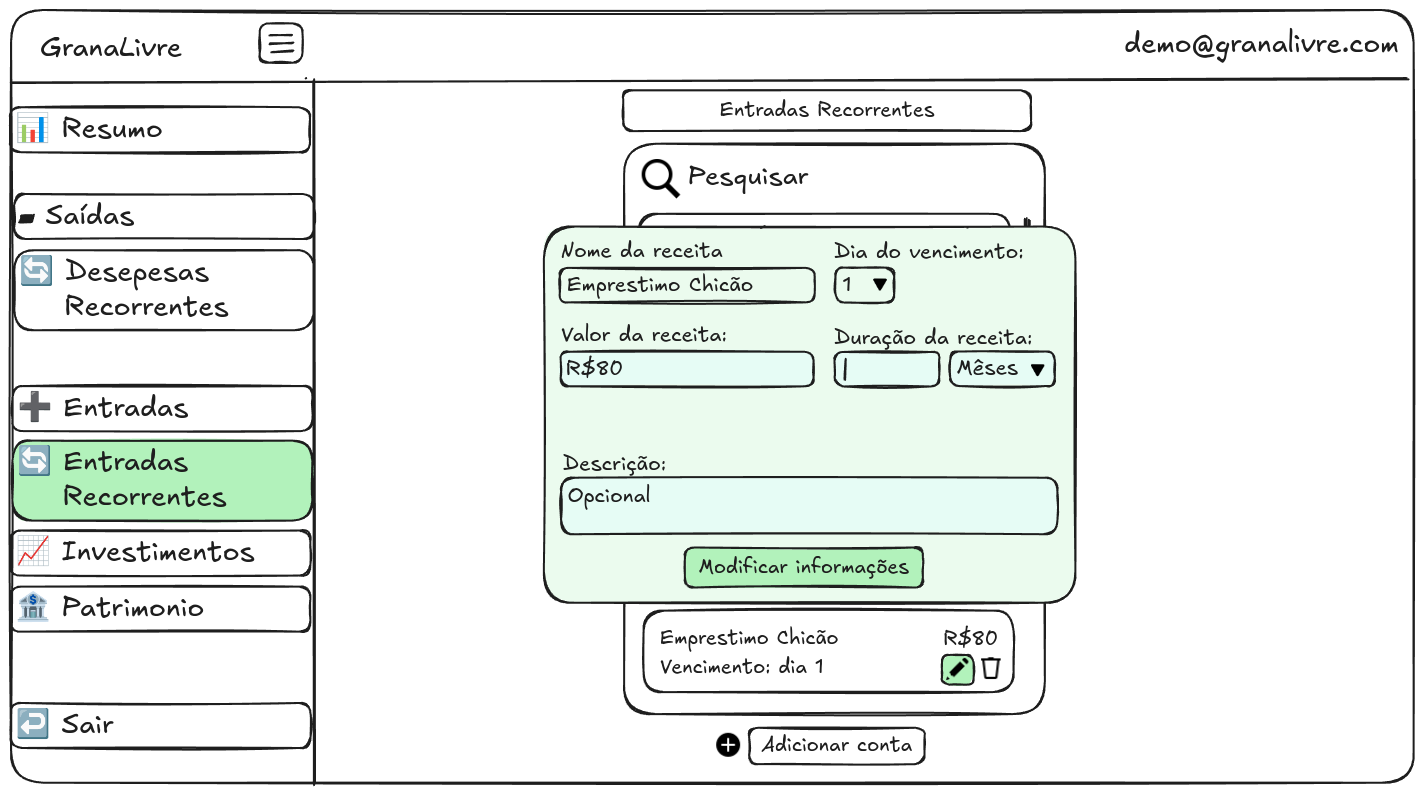 GranaLivre
demo@granalivre.com
Resumo
Saídas
Desepesas
Recorrentes
Entradas
Entradas
Recorrentes
Investimentos
Patrimonio
Sair
Entradas Recorrentes
Pesquisar
Nome da receita
Dia do vencimento:
Emprestimo Chicão
1
Valor da receita:
Duração da receita:
R$80
Mêses
Descrição:
Opcional
Modificar informações
Emprestimo Chicão
R$80
Vencimento: dia 1
Adicionar conta